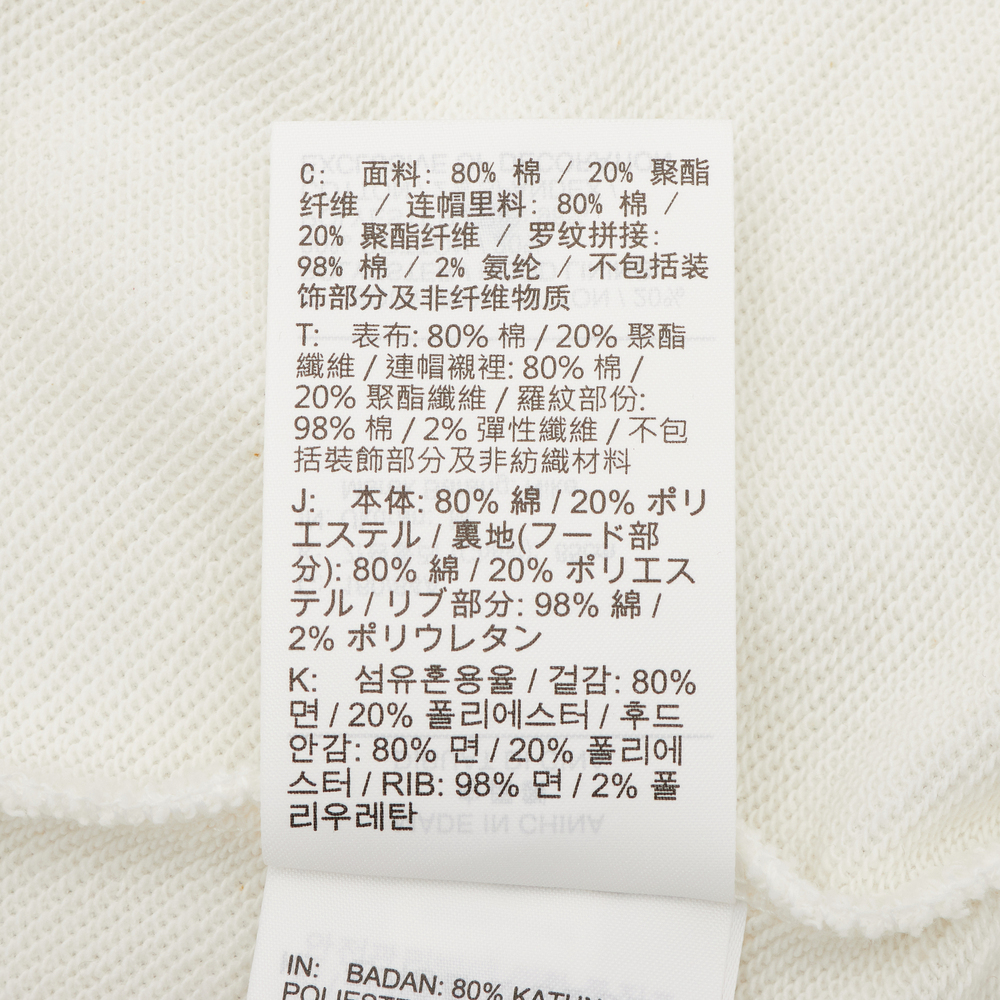 C: 面料: 80% 棉 / 20% 聚酯
纤维 / 连帽里料: 80% 棉 /
20% 聚酯纤维 / 罗纹拼接:
98% 棉 / 2% 氨纶 / 不包括装
饰部分及非纤维物质
T: 表布: 80% 棉 / 20% 聚酯
纖維 / 連帽襯裡: 80% 棉 /
20% 聚酯纖維 / 羅紋部份:
98% 棉 / 2% 彈性纖維 / 不包
括裝飾部分及非紡織材料
J: 本体: 80% 綿 / 20% ポリ
エステル / 裏地(フード部
分): 80% 綿 / 20% ポリエス
テル / リブ部分: 98% 綿 /
2% ポリウレタン
K: 섬유혼용율 / 겉감: 80%
면 / 20% 폴리에스터 / 후드
안감: 80% 면 / 20% 폴리에
스터 / RIB: 98% 면 / 2% 폴
리우레탄
MADE IN CHINA
IN: BADAN: 80%